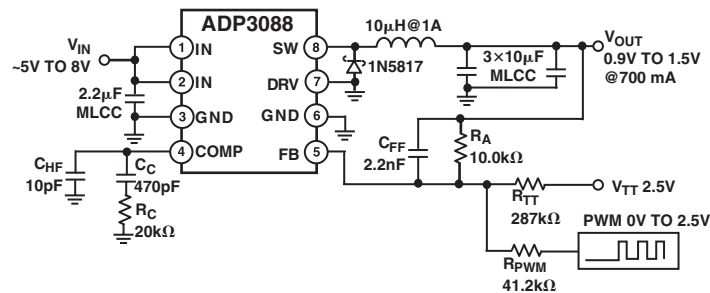 ADP3088
10μH@1A
V_IN
~5V TO 8V
1 IN
SW 8
V_OUT
0.9V TO 1.5V
@700 mA
3×10μF
MLCC
1N5817
2 IN
DRV 7
2.2μF
MLCC
3 GND
GND 6
4 COMP
FB 5
C_FF
2.2nF
R_A
10.0kΩ
C_HF
10pF
C_C
470pF
R_C
20kΩ
R_TT
287kΩ
V_TT 2.5V
PWM 0V TO 2.5V
R_PWM
41.2kΩ